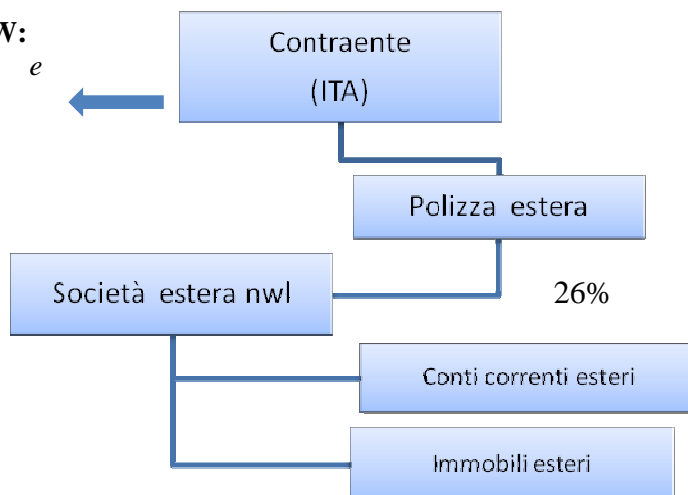 W:
e
Contraente
(ITA)
Polizza estera
Società estera nwl
26%
Conti correnti esteri
Immobili esteri